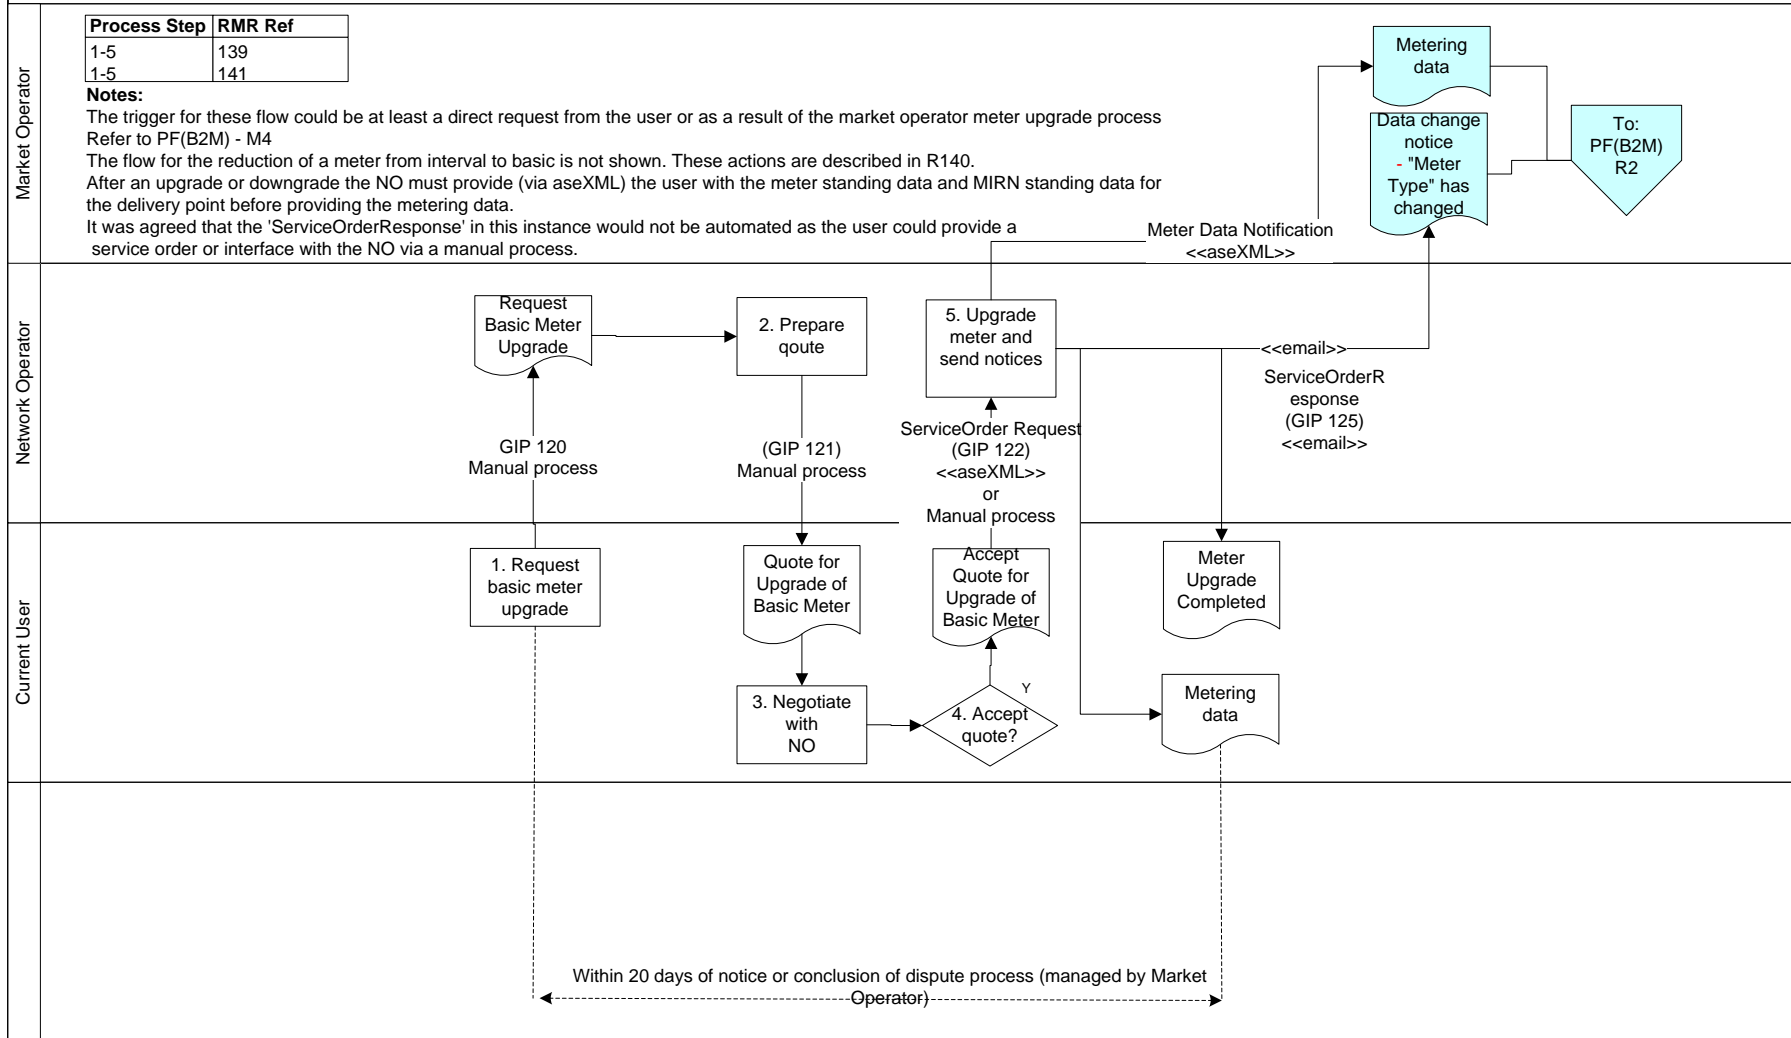 Market Operator
Process Step RMR Ref
1-5 139
1-5 141
Notes:
The trigger for these flow could be at least a direct request from the user or as a result of the market operator meter upgrade process
Refer to PF(B2M) - M4
The flow for the reduction of a meter from interval to basic is not shown. These actions are described in R140.
After an upgrade or downgrade the NO must provide (via aseXML) the user with the meter standing data and MIRN standing data for
the delivery point before providing the metering data.
It was agreed that the 'ServiceOrderResponse' in this instance would not be automated as the user could provide a
service order or interface with the NO via a manual process.
Metering
data
Data change
notice
- "Meter
Type" has
changed
To:
PF(B2M)
R2
Meter Data Notification
<<aseXML>>
Network Operator
Request
Basic Meter
Upgrade
2. Prepare
qoute
5. Upgrade
meter and
send notices
<<email>>
ServiceOrderR
esponse
(GIP 125)
<<email>>
GIP 120
Manual process
(GIP 121)
Manual process
ServiceOrder Request
(GIP 122)
<<aseXML>>
or
Manual process
Current User
1. Request
basic meter
upgrade
Quote for
Upgrade of
Basic Meter
Accept
Quote for
Upgrade of
Basic Meter
Meter
Upgrade
Completed
3. Negotiate
with
NO
4. Accept
quote?
Y
Metering
data
Within 20 days of notice or conclusion of dispute process (managed by Market
Operator)